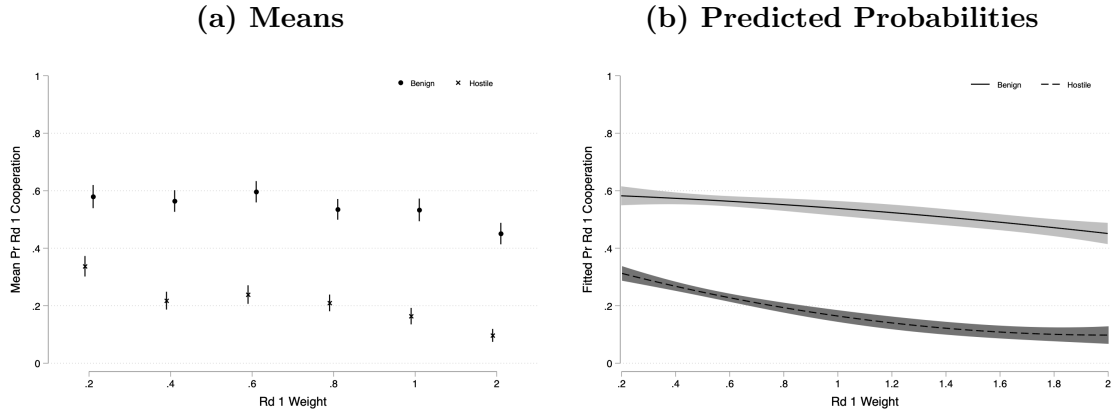 (a) Means
Mean Pr Rd 1 Cooperation
1
.8
.6
.4
.2
0
Benign Hostile
.2 .4 .6 .8 1 2
Rd 1 Weight
(b) Predicted Probabilities
Fitted Pr Rd 1 Cooperation
1
.8
.6
.4
.2
0
Benign Hostile
.2 .4 .6 .8 1 1.2 1.4 1.6 1.8 2
Rd 1 Weight